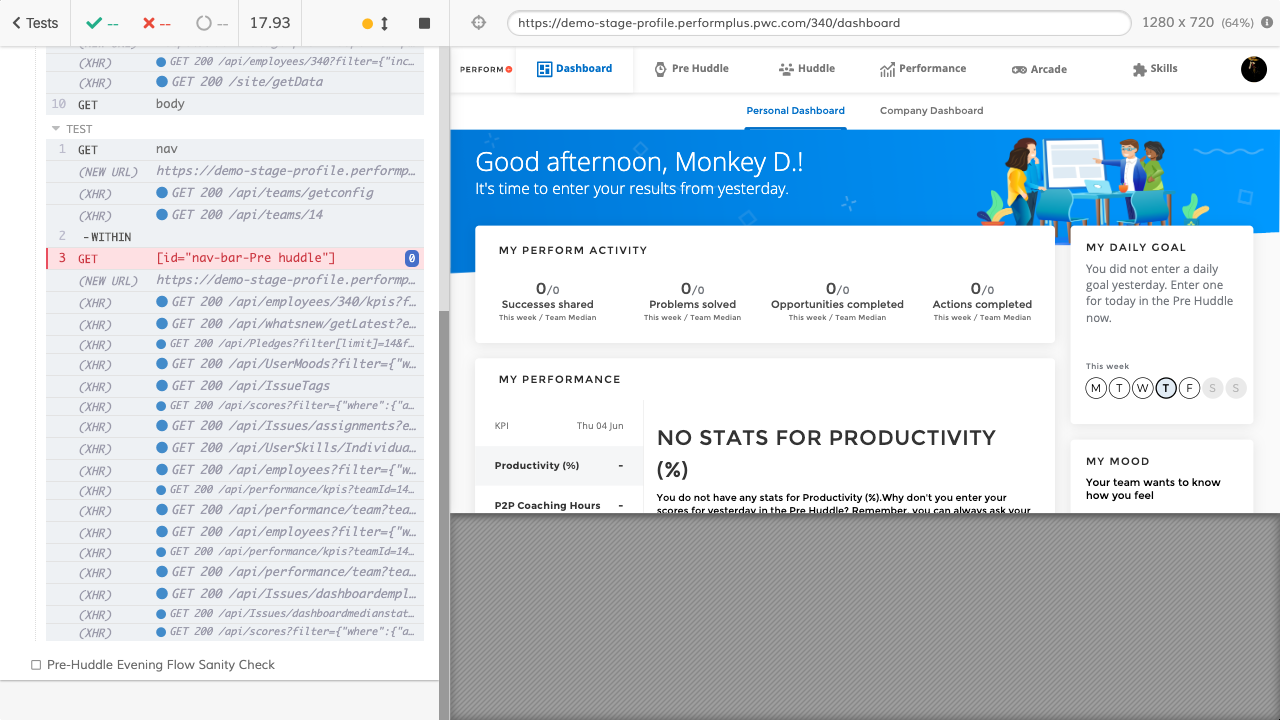 Tests -- -- -- 17.93
https://demo-stage-profile.performplus.pwc.com/340/dashboard
1280 x 720 (64%)
(XHR) GET 200 /api/employees/340?filter={"inc…
(XHR) GET 200 /site/getData
10 GET body
TEST
1 GET nav
(NEW URL) https://demo-stage-profile.performp…
(XHR) GET 200 /api/teams/getconfig
(XHR) GET 200 /api/teams/14
2 -WITHIN
3 GET [id="nav-bar-Pre huddle"] 0
(NEW URL) https://demo-stage-profile.performp…
(XHR) GET 200 /api/employees/340/kpis?f…
(XHR) GET 200 /api/whatsnew/getLatest?e…
(XHR) GET 200 /api/Pledges?filter[limit]=14&f…
(XHR) GET 200 /api/UserMoods?filter={"w…
(XHR) GET 200 /api/IssueTags
(XHR) GET 200 /api/scores?filter={"where":{"a…
(XHR) GET 200 /api/Issues/assignments?e…
(XHR) GET 200 /api/UserSkills/Individua…
(XHR) GET 200 /api/employees?filter={"w…
(XHR) GET 200 /api/performance/kpis?teamId=14…
(XHR) GET 200 /api/performance/team?tea…
(XHR) GET 200 /api/employees?filter={"w…
(XHR) GET 200 /api/performance/kpis?teamId=14…
(XHR) GET 200 /api/performance/team?tea…
(XHR) GET 200 /api/Issues/dashboardempl…
(XHR) GET 200 /api/Issues/dashboardmedianstat…
(XHR) GET 200 /api/scores?filter={"where":{"a…
Pre-Huddle Evening Flow Sanity Check
PERFORM
Dashboard Pre Huddle Huddle Performance Arcade Skills
Personal Dashboard Company Dashboard
Good afternoon, Monkey D.!
It's time to enter your results from yesterday.
MY PERFORM ACTIVITY
0/0 0/0 0/0 0/0
Successes shared Problems solved Opportunities completed Actions completed
This week / Team Median This week / Team Median This week / Team Median This week / Team Median
MY DAILY GOAL
You did not enter a daily
goal yesterday. Enter one
for today in the Pre Huddle
now.
This week
M T W T F S S
MY PERFORMANCE
KPI Thu 04 Jun
Productivity (%) -
P2P Coaching Hours -
NO STATS FOR PRODUCTIVITY
(%)
You do not have any stats for Productivity (%).Why don't you enter your
scores for yesterday in the Pre Huddle? Remember, you can always ask your
MY MOOD
Your team wants to know
how you feel